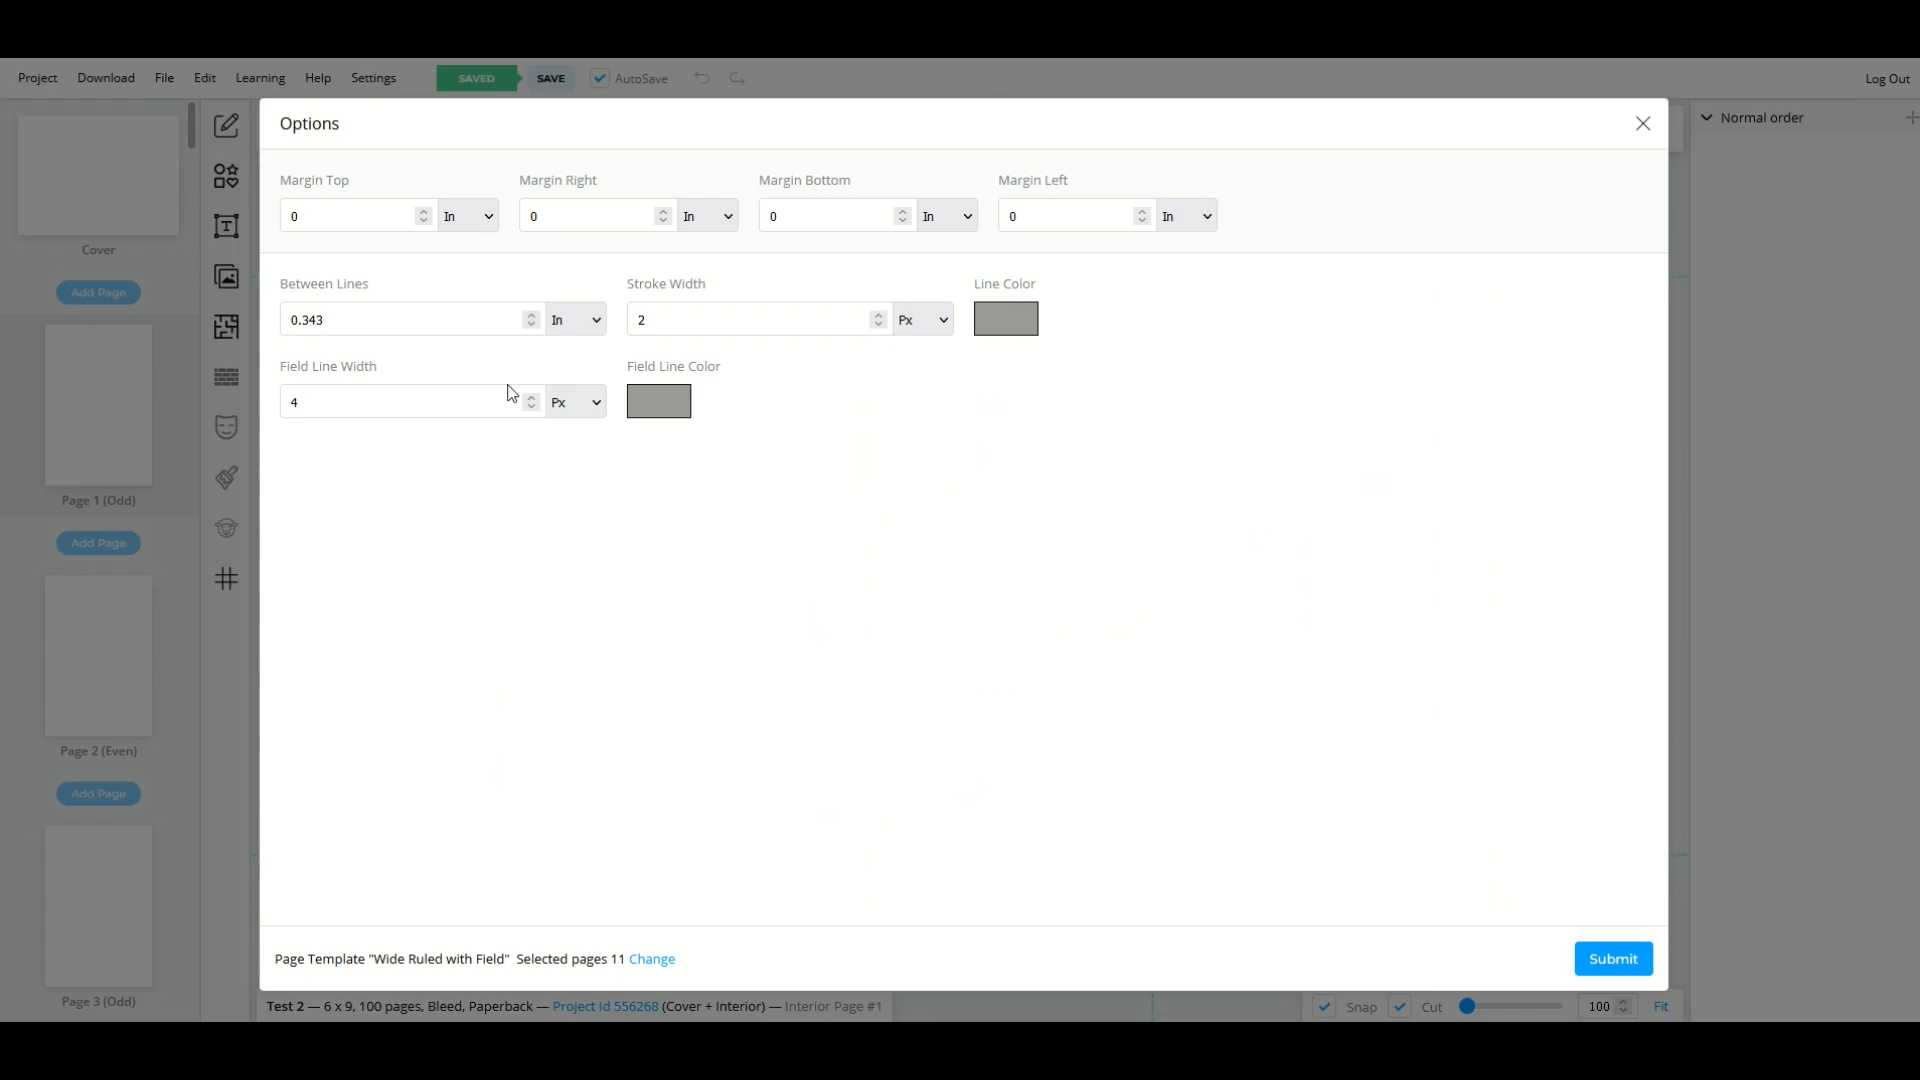 Project Download File Edit Learning Help Settings SAVED SAVE AutoSave Log Out
Options
Normal order
Margin Top Margin Right Margin Bottom Margin Left
0 In 0 In 0 In 0 In
Cover
Add Page
Between Lines Stroke Width Line Color
0.343 In 2 Px
Field Line Width Field Line Color
4 Px
Page 1 (Odd)
Add Page
Page 2 (Even)
Add Page
Page 3 (Odd)
Page Template "Wide Ruled with Field" Selected pages 11 Change
Submit
Test 2 — 6 x 9, 100 pages, Bleed, Paperback — Project Id 556268 (Cover + Interior) — Interior Page #1
Snap Cut 100 Fit